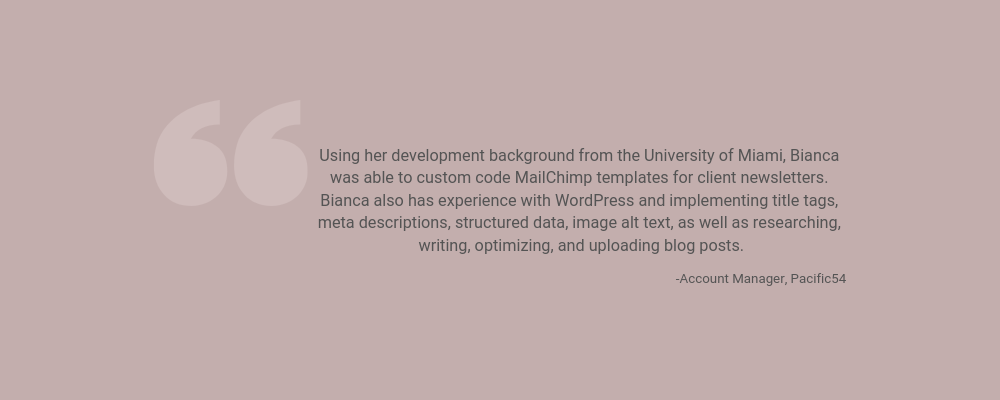 Using her development background from the University of Miami, Bianca
was able to custom code MailChimp templates for client newsletters.
Bianca also has experience with WordPress and implementing title tags,
meta descriptions, structured data, image alt text, as well as researching,
writing, optimizing, and uploading blog posts.
-Account Manager, Pacific54